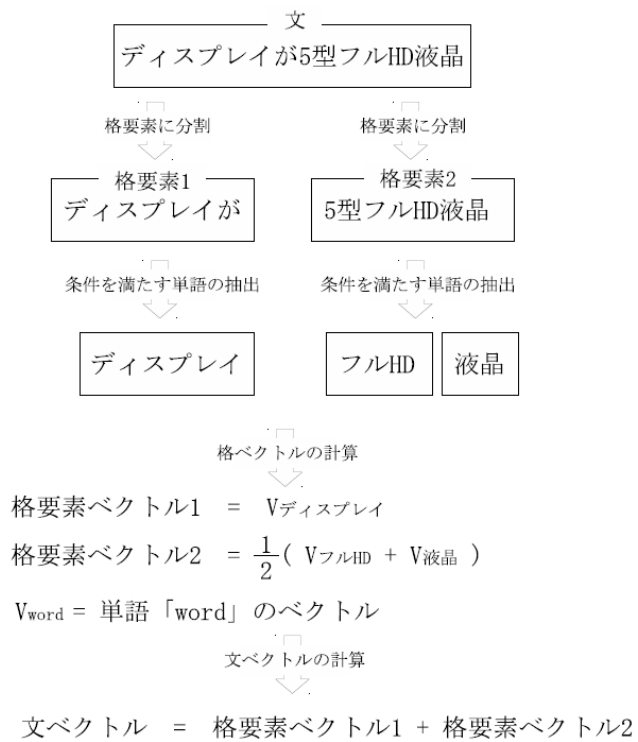 文
ディスプレイが5型フルHD液晶
格要素に分割 格要素に分割
格要素1 格要素2
ディスプレイが 5型フルHD液晶
条件を満たす単語の抽出 条件を満たす単語の抽出
ディスプレイ フルHD 液晶
格ベクトルの計算
格要素ベクトル1 = Vディスプレイ
格要素ベクトル2 = 1/2( VフルHD + V液晶 )
Vword = 単語「word」のベクトル
文ベクトルの計算
文ベクトル = 格要素ベクトル1 + 格要素ベクトル2